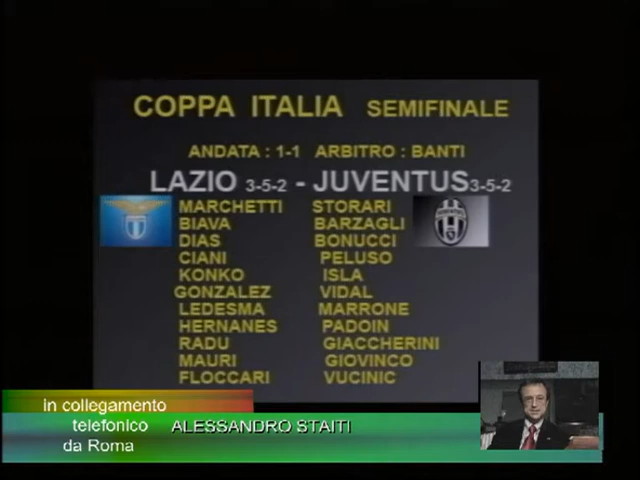 COPPA ITALIA SEMIFINALE
ANDATA : 1-1 ARBITRO : BANTI
LAZIO 3-5-2 - JUVENTUS 3-5-2
MARCHETTI STORARI
BIAVA BARZAGLI
DIAS BONUCCI
CIANI PELUSO
KONKO ISLA
GONZALEZ VIDAL
LEDESMA MARRONE
HERNANES PADOIN
RADU GIACCHERINI
MAURI GIOVINCO
FLOCCARI VUCINIC
in collegamento
telefonico
da Roma
ALESSANDRO STAITI